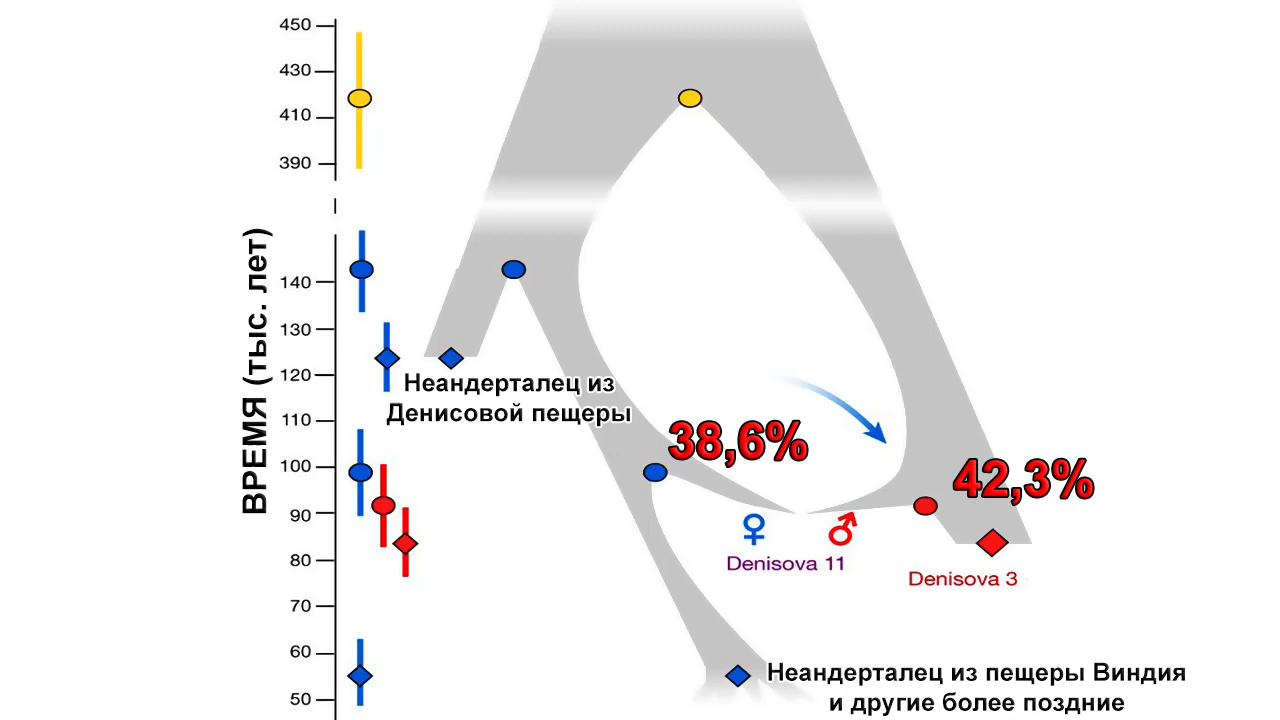 450
430
410
390
140
130
120
110
100
90
80
70
60
50
ВРЕМЯ (тыс. лет)
Неандерталец из
Денисовой пещеры
38,6%
42,3%
♀ ♂
Denisova 11
Denisova 3
Неандерталец из пещеры Виндия
и другие более поздние